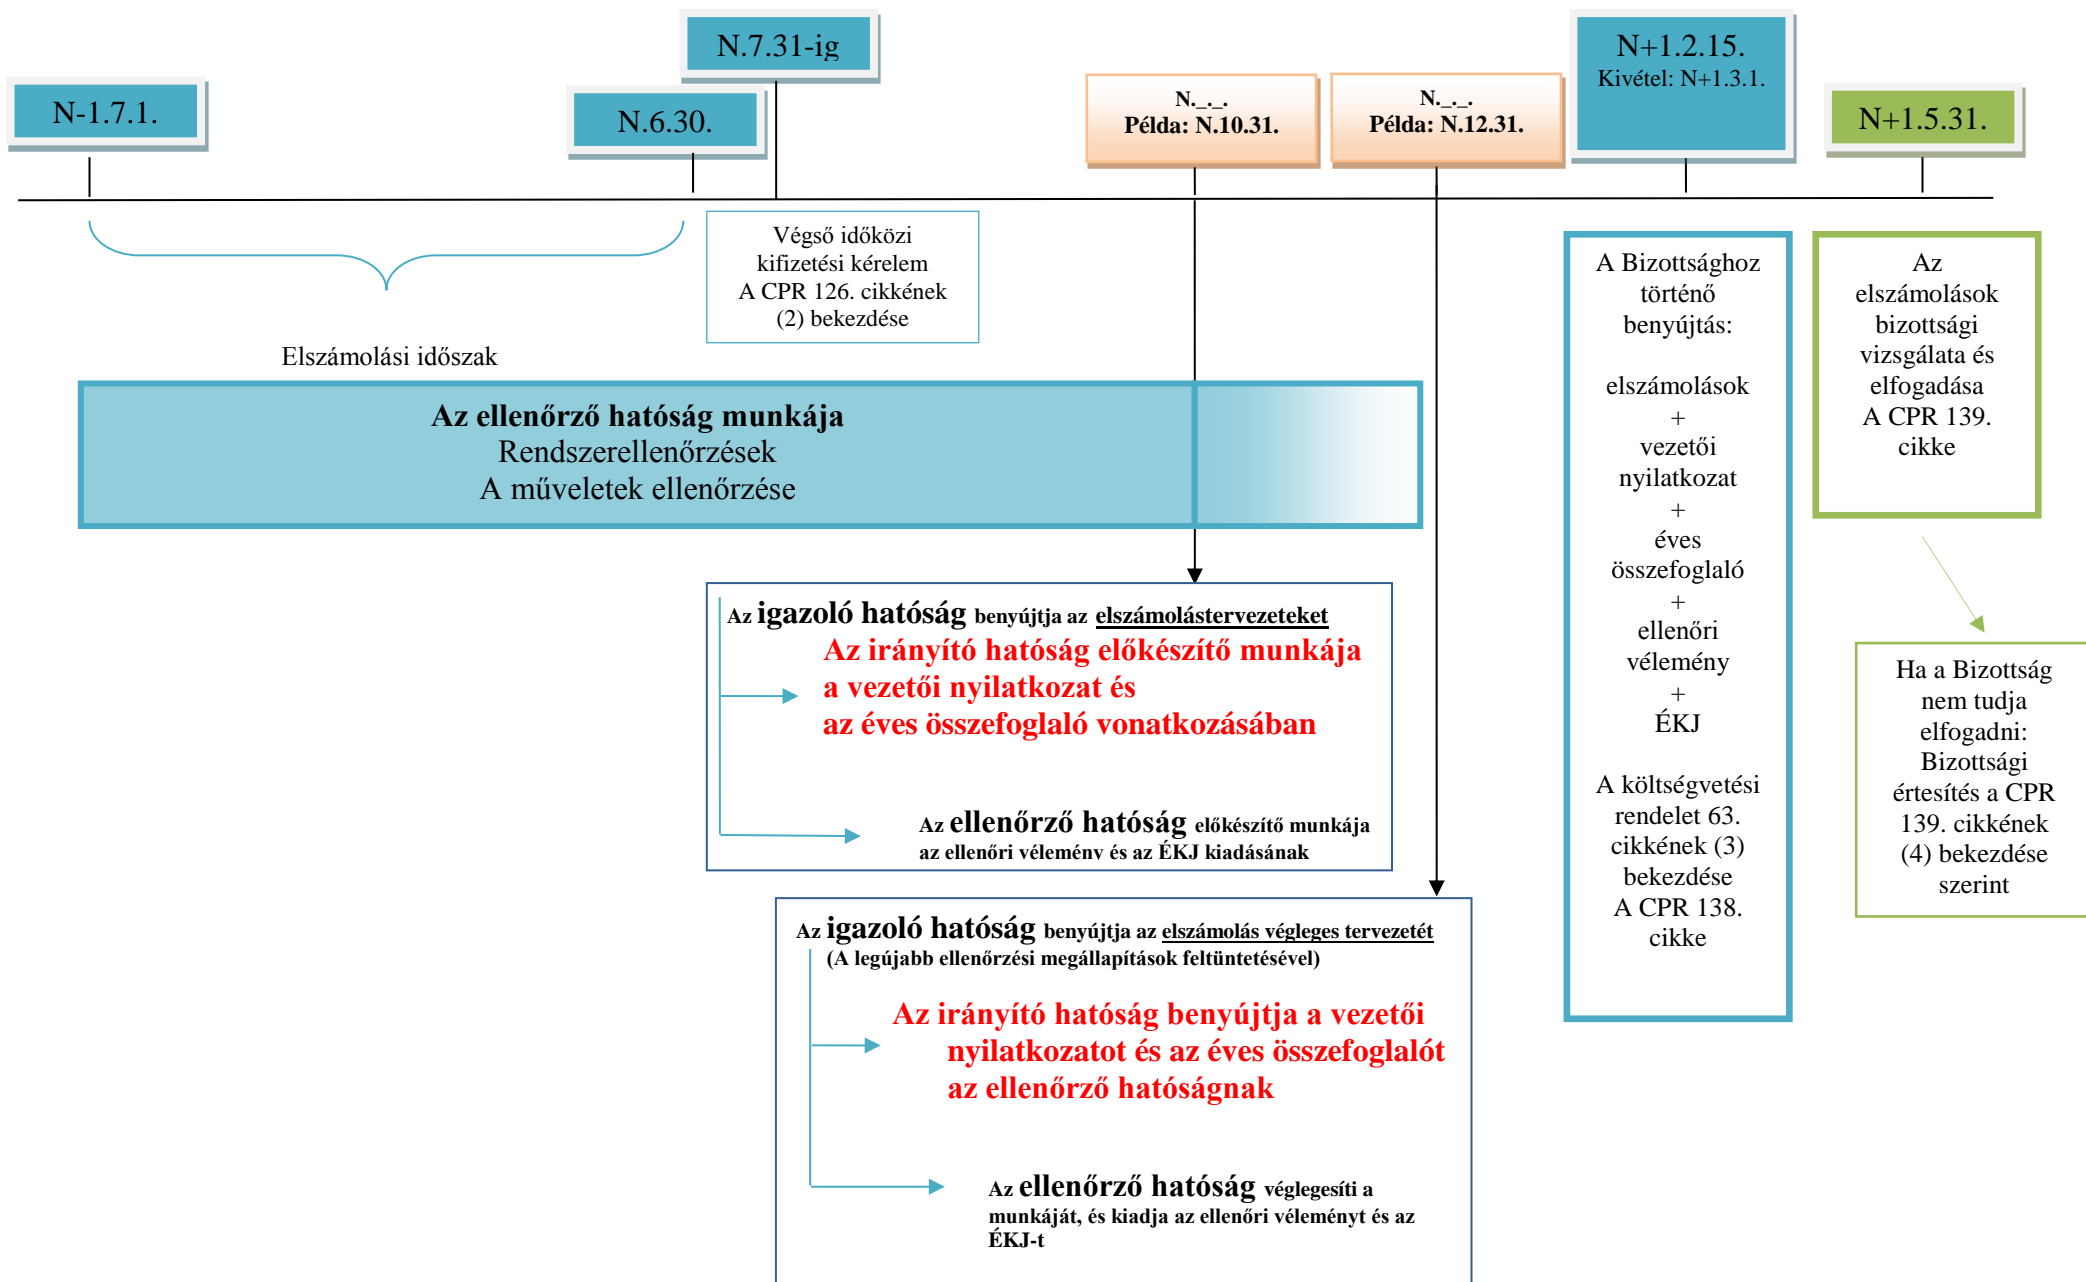 N-1.7.1.
N.6.30.
N.7.31-ig
N._._.
Példa: N.10.31.
N._._.
Példa: N.12.31.
N+1.2.15.
Kivétel: N+1.3.1.
N+1.5.31.
Elszámolási időszak
Végső időközi
kifizetési kérelem
A CPR 126. cikkének
(2) bekezdése
Az ellenőrző hatóság munkája
Rendszerellenőrzések
A műveletek ellenőrzése
Az igazoló hatóság benyújtja az elszámolástervezeteket
Az irányító hatóság előkészítő munkája
a vezetői nyilatkozat és
az éves összefoglaló vonatkozásában
Az ellenőrző hatóság előkészítő munkája
az ellenőri vélemény és az ÉKJ kiadásának
Az igazoló hatóság benyújtja az elszámolás végleges tervezetét
(A legújabb ellenőrzési megállapítások feltüntetésével)
Az irányító hatóság benyújtja a vezetői
nyilatkozatot és az éves összefoglalót
az ellenőrző hatóságnak
Az ellenőrző hatóság véglegesíti a
munkáját, és kiadja az ellenőri véleményt és az
ÉKJ-t
A Bizottsághoz
történő
benyújtás:
elszámolások
+
vezetői
nyilatkozat
+
éves
összefoglaló
+
ellenőri
vélemény
+
ÉKJ
A költségvetési
rendelet 63.
cikkének (3)
bekezdése
A CPR 138.
cikke
Az
elszámolások
bizottsági
vizsgálata és
elfogadása
A CPR 139.
cikke
Ha a Bizottság
nem tudja
elfogadni:
Bizottsági
értesítés a CPR
139. cikkének
(4) bekezdése
szerint